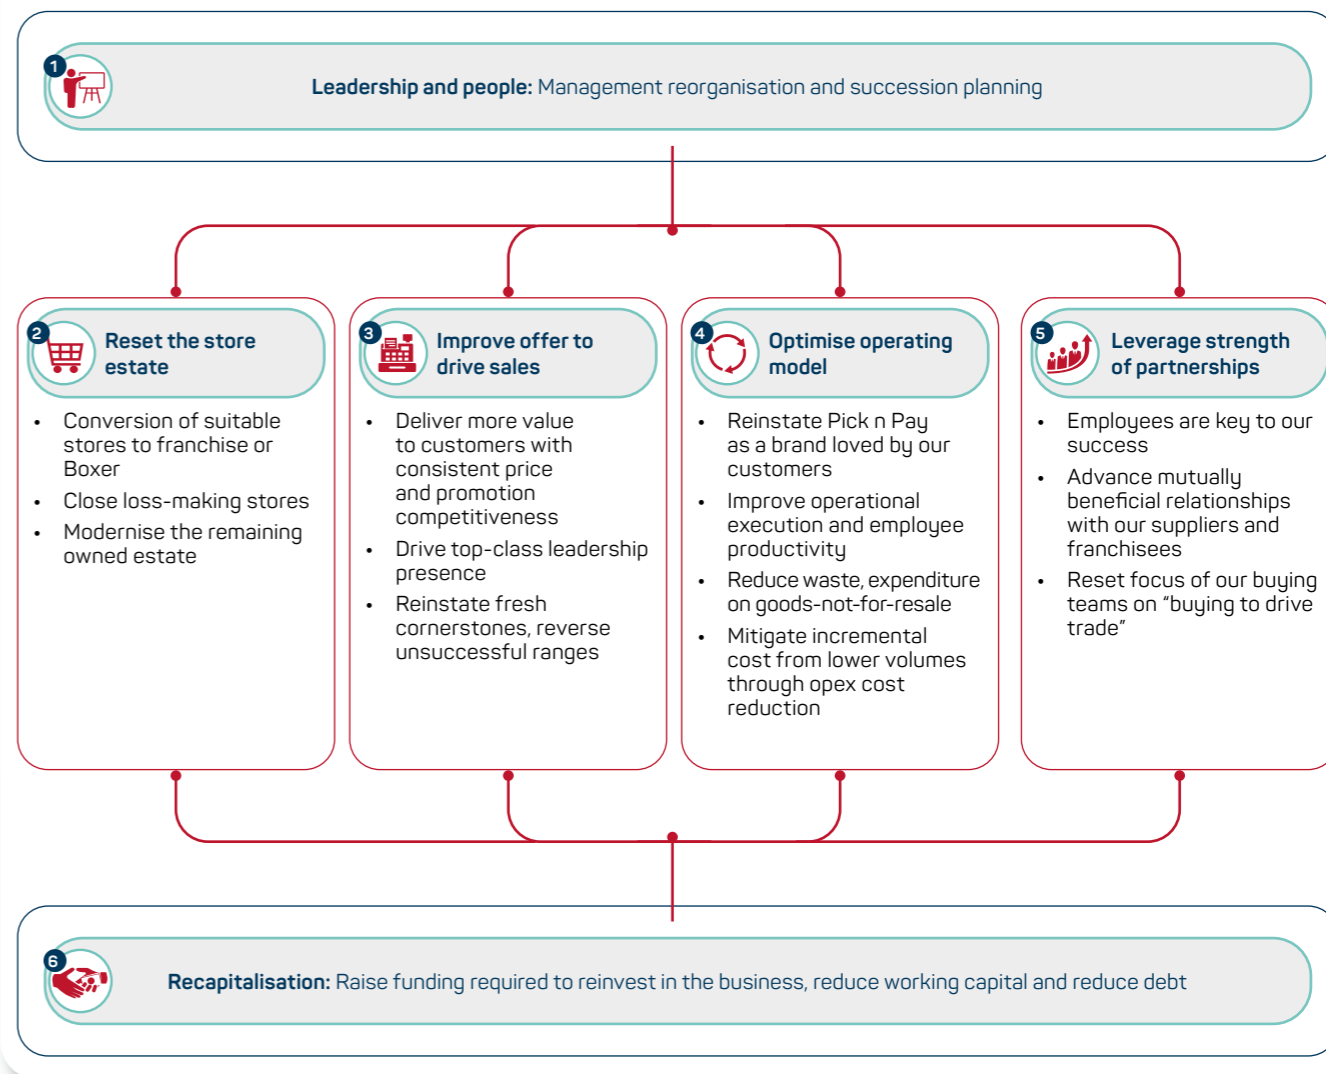 1
Leadership and people: Management reorganisation and succession planning
2
Reset the store
estate
• Conversion of suitable
stores to franchise or
Boxer
• Close loss-making stores
• Modernise the remaining
owned estate
3
Improve offer to
drive sales
• Deliver more value
to customers with
consistent price
and promotion
competitiveness
• Drive top-class leadership
presence
• Reinstate fresh
cornerstones, reverse
unsuccessful ranges
4
Optimise operating
model
• Reinstate Pick n Pay
as a brand loved by our
customers
• Improve operational
execution and employee
productivity
• Reduce waste, expenditure
on goods-not-for-resale
• Mitigate incremental
cost from lower volumes
through opex cost
reduction
5
Leverage strength
of partnerships
• Employees are key to our
success
• Advance mutually
beneficial relationships
with our suppliers and
franchisees
• Reset focus of our buying
teams on “buying to drive
trade”
6
Recapitalisation: Raise funding required to reinvest in the business, reduce working capital and reduce debt